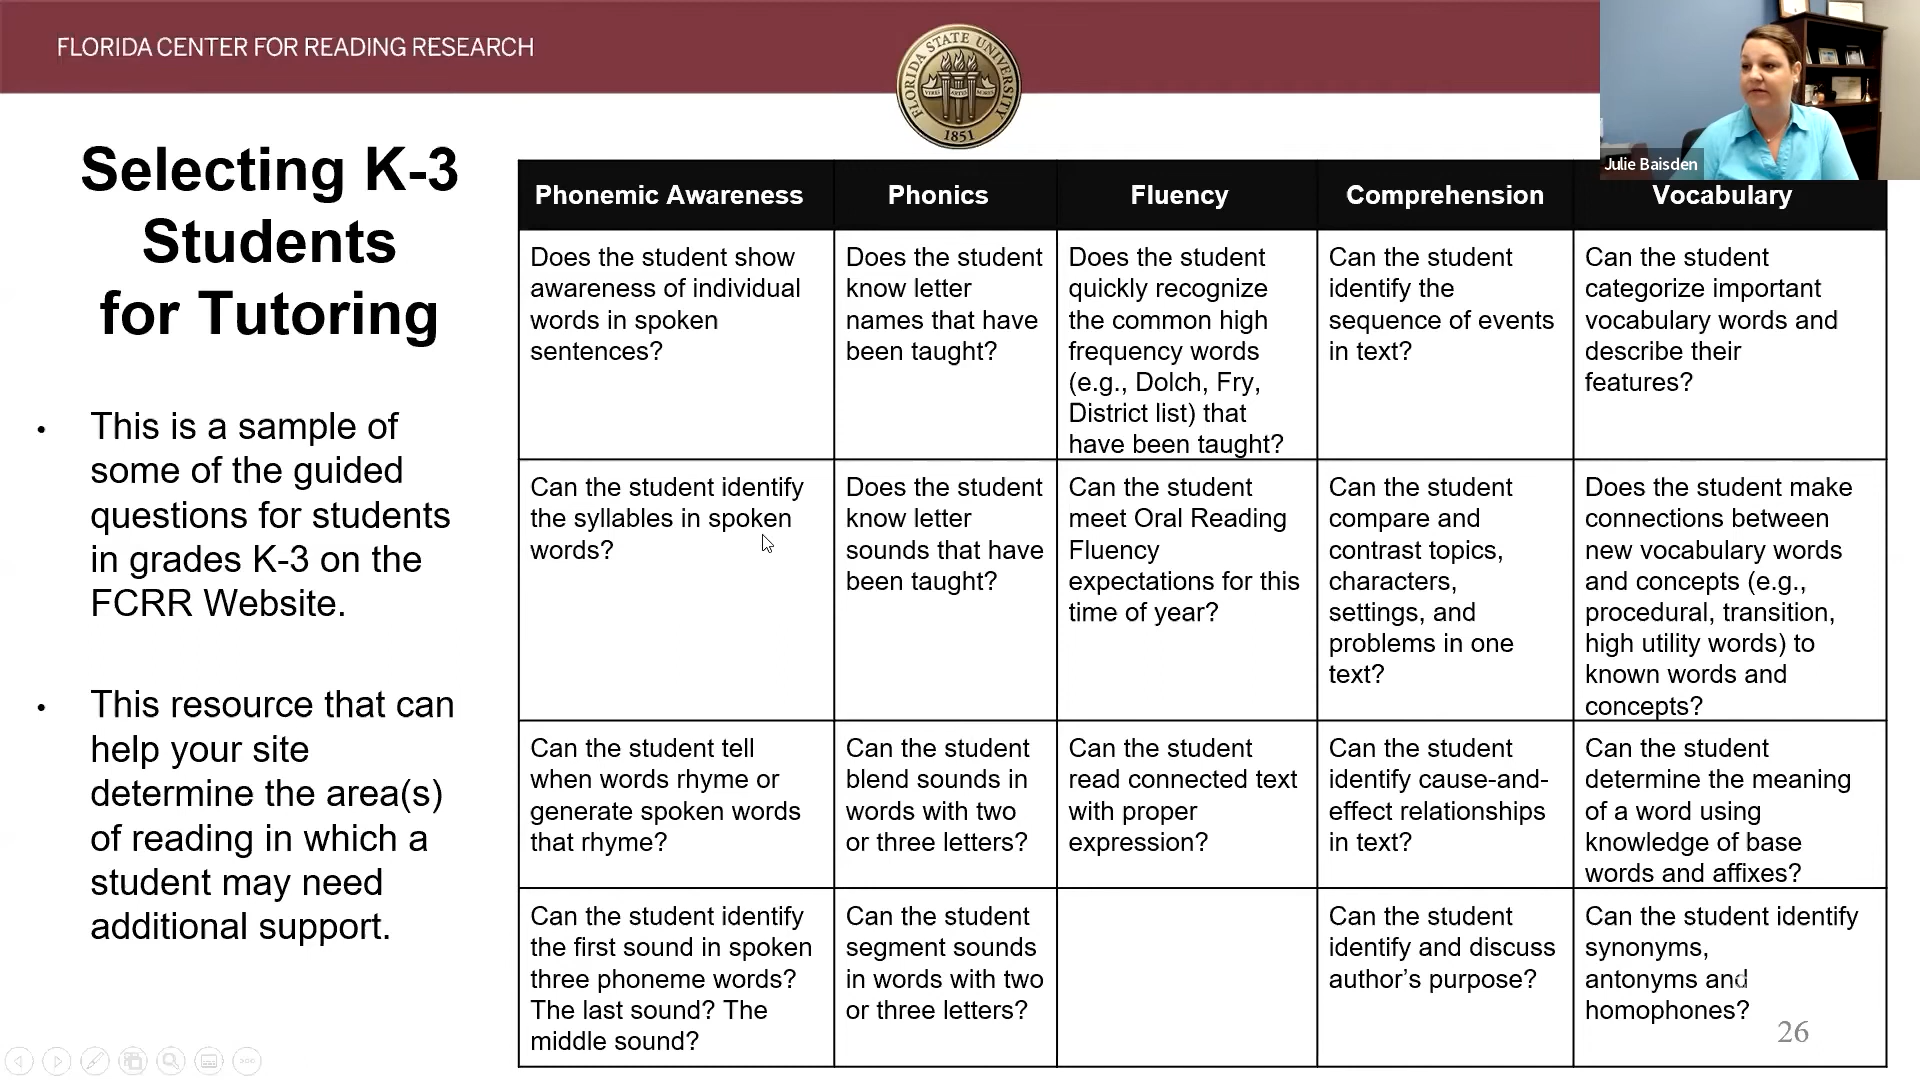 FLORIDA CENTER FOR READING RESEARCH
FLORIDA STATE UNIVERSITY
1851
Julie Baisden
Selecting K-3
Students
for Tutoring
• This is a sample of
some of the guided
questions for students
in grades K-3 on the
FCRR Website.
• This resource that can
help your site
determine the area(s)
of reading in which a
student may need
additional support.
Phonemic Awareness
Phonics
Fluency
Comprehension
Vocabulary
Does the student show
awareness of individual
words in spoken
sentences?
Does the student
know letter
names that have
been taught?
Does the student
quickly recognize
the common high
frequency words
(e.g., Dolch, Fry,
District list) that
have been taught?
Can the student
identify the
sequence of events
in text?
Can the student
categorize important
vocabulary words and
describe their
features?
Can the student identify
the syllables in spoken
words?
Does the student
know letter
sounds that have
been taught?
Can the student
meet Oral Reading
Fluency
expectations for this
time of year?
Can the student
compare and
contrast topics,
characters,
settings, and
problems in one
text?
Does the student make
connections between
new vocabulary words
and concepts (e.g.,
procedural, transition,
high utility words) to
known words and
concepts?
Can the student tell
when words rhyme or
generate spoken words
that rhyme?
Can the student
blend sounds in
words with two
or three letters?
Can the student
read connected text
with proper
expression?
Can the student
identify cause-and-
effect relationships
in text?
Can the student
determine the meaning
of a word using
knowledge of base
words and affixes?
Can the student identify
the first sound in spoken
three phoneme words?
The last sound? The
middle sound?
Can the student
segment sounds
in words with two
or three letters?
Can the student
identify and discuss
author’s purpose?
Can the student identify
synonyms,
antonyms and
homophones?
26